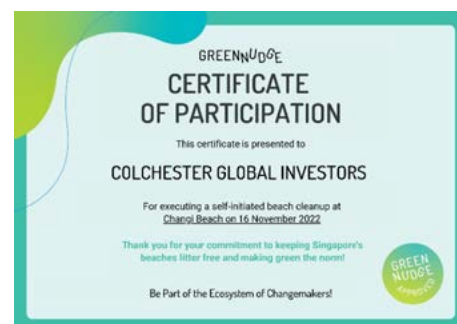 GREENNUDGE
CERTIFICATE
OF PARTICIPATION
This certificate is presented to
COLCHESTER GLOBAL INVESTORS
For executing a self-initiated beach cleanup at
Changi Beach on 16 November 2022
Thank you for your commitment to keeping Singapore's
beaches litter free and making green the norm!
GREEN
NUDGE
APPROVED
Be Part of the Ecosystem of Changemakers!